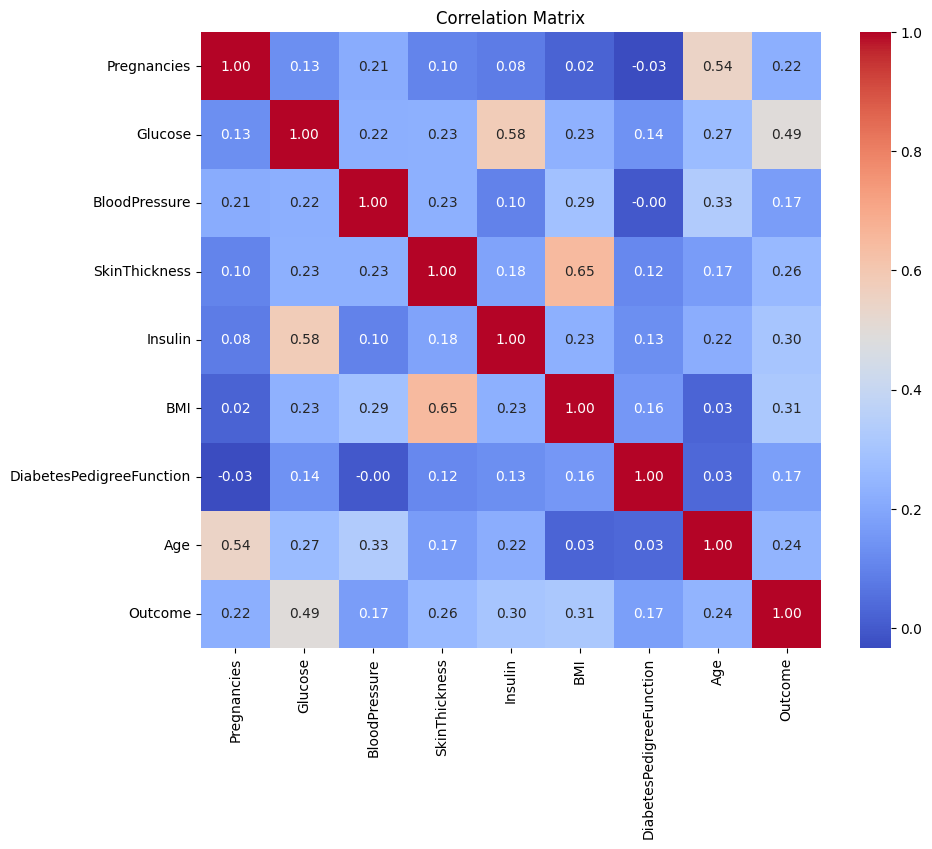 Correlation Matrix
Pregnancies 1.00 0.13 0.21 0.10 0.08 0.02 -0.03 0.54 0.22
Glucose 0.13 1.00 0.22 0.23 0.58 0.23 0.14 0.27 0.49
BloodPressure 0.21 0.22 1.00 0.23 0.10 0.29 -0.00 0.33 0.17
SkinThickness 0.10 0.23 0.23 1.00 0.18 0.65 0.12 0.17 0.26
Insulin 0.08 0.58 0.10 0.18 1.00 0.23 0.13 0.22 0.30
BMI 0.02 0.23 0.29 0.65 0.23 1.00 0.16 0.03 0.31
DiabetesPedigreeFunction -0.03 0.14 -0.00 0.12 0.13 0.16 1.00 0.03 0.17
Age 0.54 0.27 0.33 0.17 0.22 0.03 0.03 1.00 0.24
Outcome 0.22 0.49 0.17 0.26 0.30 0.31 0.17 0.24 1.00
Pregnancies
Glucose
BloodPressure
SkinThickness
Insulin
BMI
DiabetesPedigreeFunction
Age
Outcome
1.0
0.8
0.6
0.4
0.2
0.0